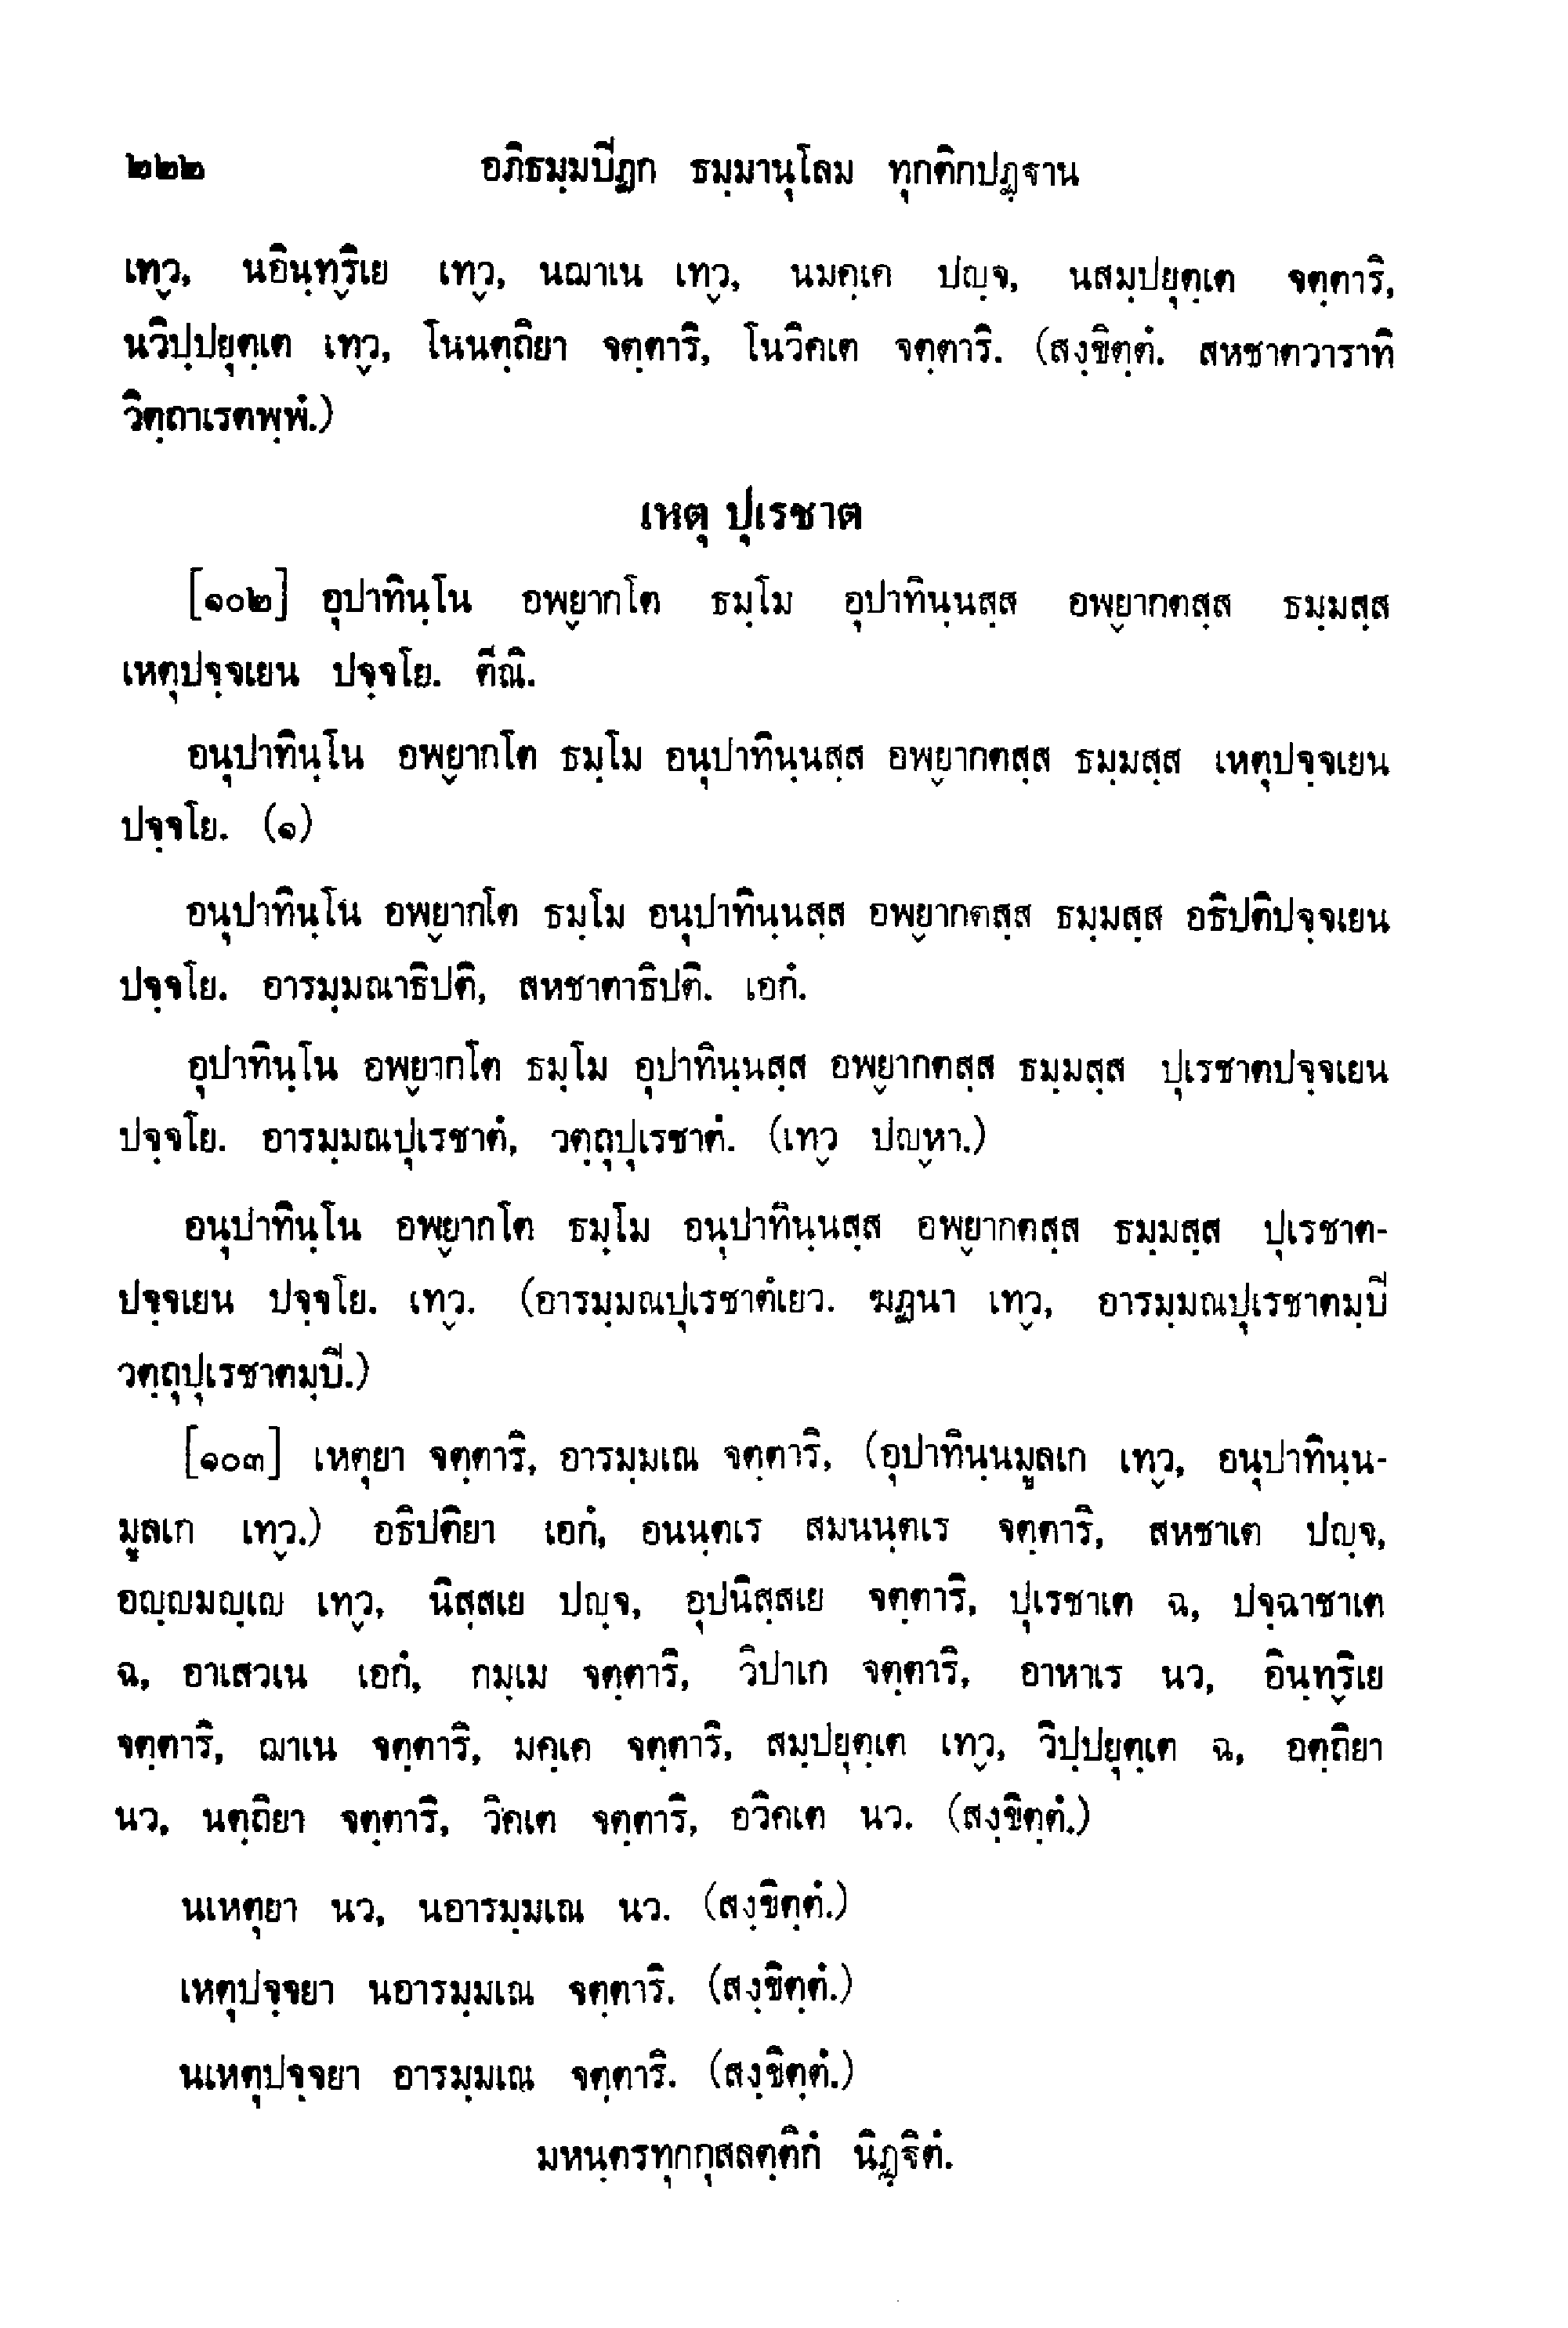 ๒๒๒ อภิธมฺมปิฏก ธมฺมานุโลม ทุกติกปฏฺฐาน
เทฺว, นอินฺทฺริเย เทฺว, นฌาเน เทฺว, นมคฺเค ปญฺจ, นสมฺปยุตฺเต จตฺตาริ,
นวิปฺปยุตฺเต เทฺว, โนนตฺถิยา จตฺตาริ, โนวิคเต จตฺตาริ. (สงฺขิตฺตํ. สหชาตวาราทิ
วิตฺถาเรตพฺพํ.)
เหตุ ปุเรชาต
[๑๐๒] อุปาทินฺโน อพฺยากโต ธมฺโม อุปาทินฺนสฺส อพฺยากตสฺส ธมฺมสฺส
เหตุปจฺจเยน ปจฺจโย. ตีณิ.
อนุปาทินฺโน อพฺยากโต ธมฺโม อนุปาทินฺนสฺส อพฺยากตสฺส ธมฺมสฺส เหตุปจฺจเยน
ปจฺจโย. (๑)
อนุปาทินฺโน อพฺยากโต ธมฺโม อนุปาทินฺนสฺส อพฺยากตสฺส ธมฺมสฺส อธิปติปจฺจเยน
ปจฺจโย. อารมฺมณาธิปติ, สหชาตาธิปติ. เอกํ.
อุปาทินฺโน อพฺยากโต ธมฺโม อุปาทินฺนสฺส อพฺยากตสฺส ธมฺมสฺส ปุเรชาตปจฺจเยน
ปจฺจโย. อารมฺมณปุเรชาตํ, วตฺถุปุเรชาตํ. (เทฺว ปญฺหา.)
อนุปาทินฺโน อพฺยากโต ธมฺโม อนุปาทินฺนสฺส อพฺยากตสฺส ธมฺมสฺส ปุเรชาต-
ปจฺจเยน ปจฺจโย. เทฺว. (อารมฺมณปุเรชาตํเยว. ฆฏนา เทฺว, อารมฺมณปุเรชาตมฺปิ
วตฺถุปุเรชาตมฺปิ.)
[๑๐๓] เหตุยา จตฺตาริ, อารมฺมเณ จตฺตาริ, (อุปาทินฺนมูลเก เทฺว, อนุปาทินฺน-
มูลเก เทฺว.) อธิปติยา เอกํ, อนนฺตเร สมนนฺตเร จตฺตาริ, สหชาเต ปญฺจ,
อญฺญมญฺเญ เทฺว, นิสฺสเย ปญฺจ, อุปนิสฺสเย จตฺตาริ, ปุเรชาเต ฉ, ปจฺฉาชาเต
ฉ, อาเสวเน เอกํ, กมฺเม จตฺตาริ, วิปาเก จตฺตาริ, อาหาเร นว, อินฺทฺริเย
จตฺตาริ, ฌาเน จตฺตาริ, มคฺเค จตฺตาริ, สมฺปยุตฺเต เทฺว, วิปฺปยุตฺเต ฉ, อตฺถิยา
นว, นตฺถิยา จตฺตาริ, วิคเต จตฺตาริ, อวิคเต นว. (สงฺขิตฺตํ.)
นเหตุยา นว, นอารมฺมเณ นว. (สงฺขิตฺตํ.)
เหตุปจฺจยา นอารมฺมเณ จตฺตาริ. (สงฺขิตฺตํ.)
นเหตุปจฺจยา อารมฺมเณ จตฺตาริ. (สงฺขิตฺตํ.)
มหนฺตรทุกกุสลตฺติกํ นิฏฺฐิตํ.